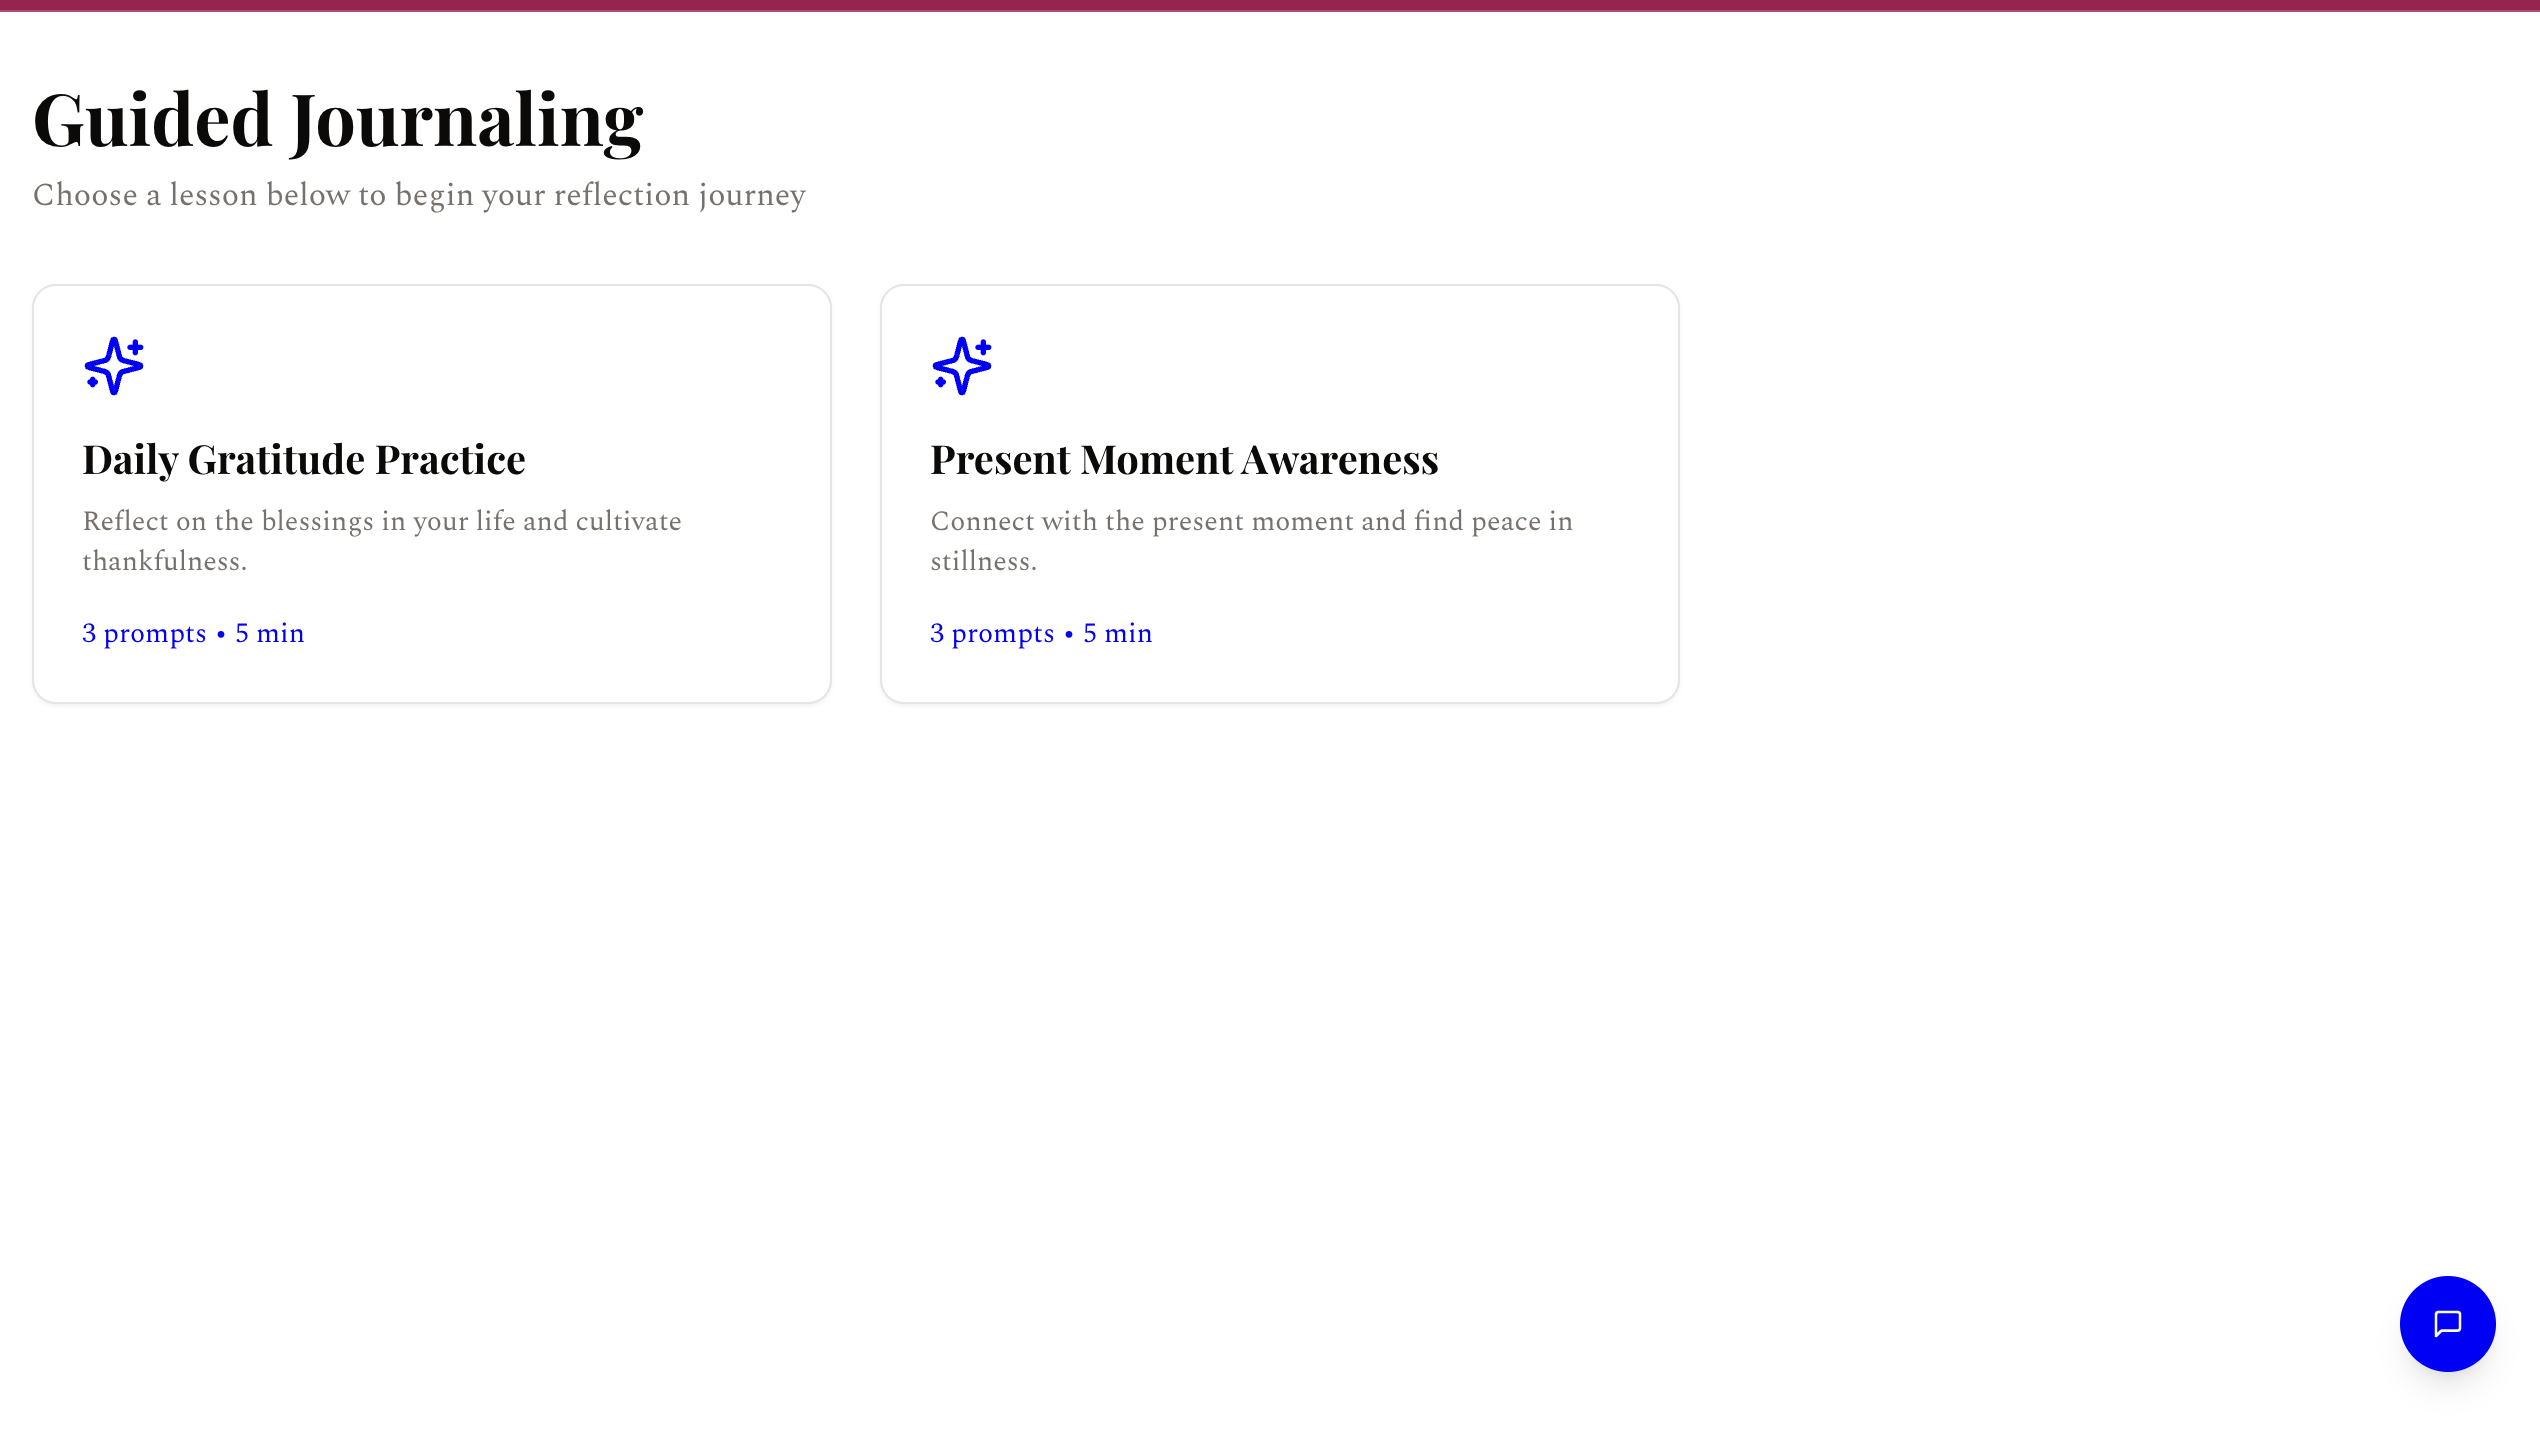 Guided Journaling
Choose a lesson below to begin your reflection journey
Daily Gratitude Practice
Reflect on the blessings in your life and cultivate
thankfulness.
3 prompts • 5 min
Present Moment Awareness
Connect with the present moment and find peace in
stillness.
3 prompts • 5 min